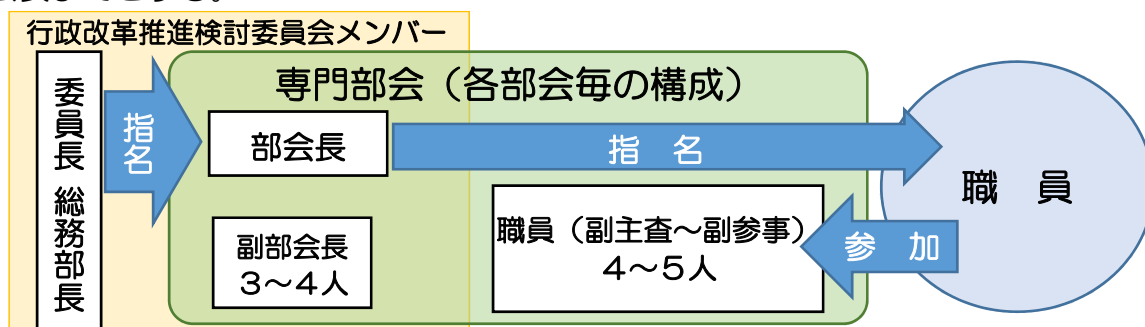 行政改革推進検討委員会メンバー
委員長 総務部長
指名
専門部会（各部会毎の構成）
部会長
指 名
職 員
副部会長
３～４人
職員（副主査～副参事）
４～５人
参 加